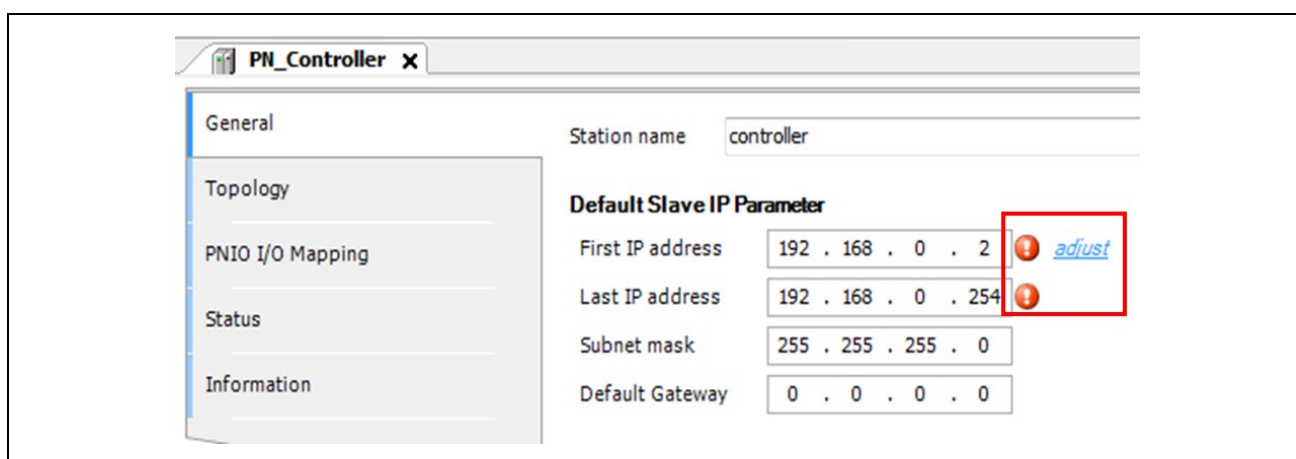 PN_Controller x
General
Station name controller
Topology
Default Slave IP Parameter
First IP address 192 . 168 . 0 . 2 ! adjust
PNIO I/O Mapping
Last IP address 192 . 168 . 0 . 254 !
Status
Subnet mask 255 . 255 . 255 . 0
Information
Default Gateway 0 . 0 . 0 . 0